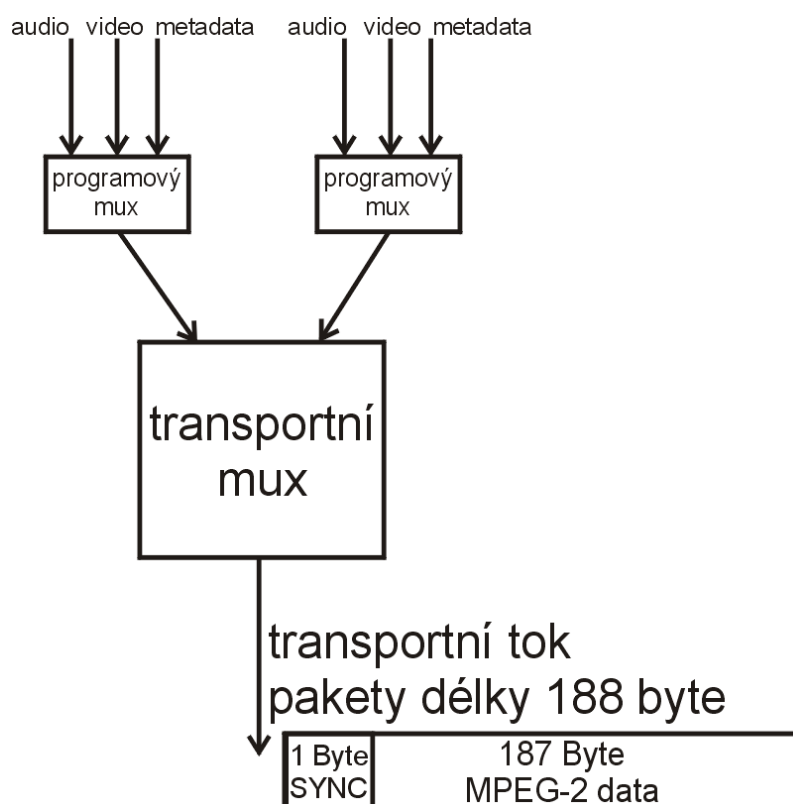 audio video metadata audio video metadata
programový
mux
programový
mux
transportní
mux
transportní tok
pakety délky 188 byte
1 Byte
SYNC
187 Byte
MPEG-2 data